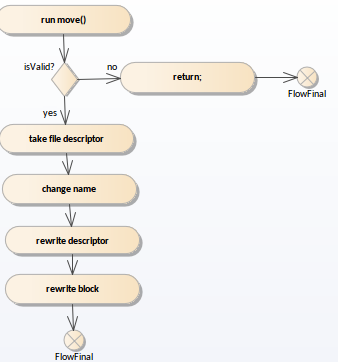 run move()
isValid?
no
return;
FlowFinal
yes
take file descriptor
change name
rewrite descriptor
rewrite block
FlowFinal